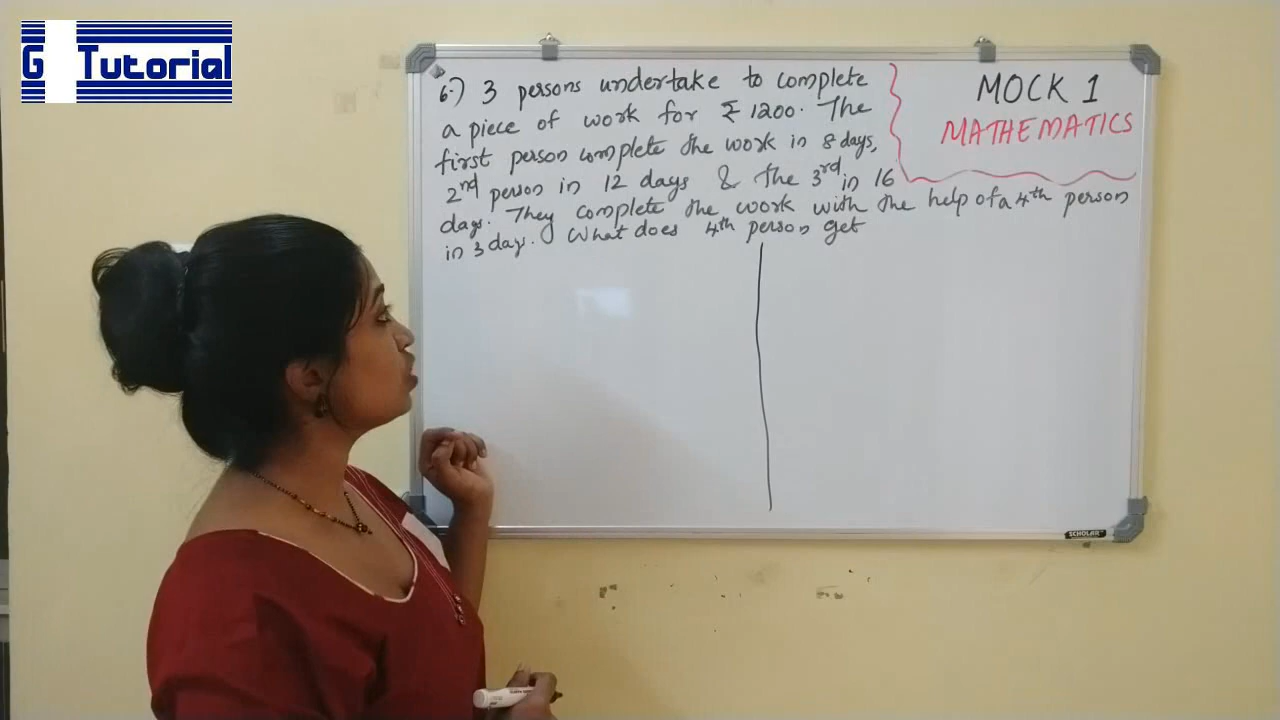 G Tutorial
6.) 3 persons undertake to complete
a piece of work for ₹ 1200. The
first person complete the work in 8 days,
2nd person in 12 days & the 3rd in 16
days. They complete the work with the help of a 4th person
in 3 days. What does 4th person get
MOCK 1
MATHEMATICS
SCHOLAR